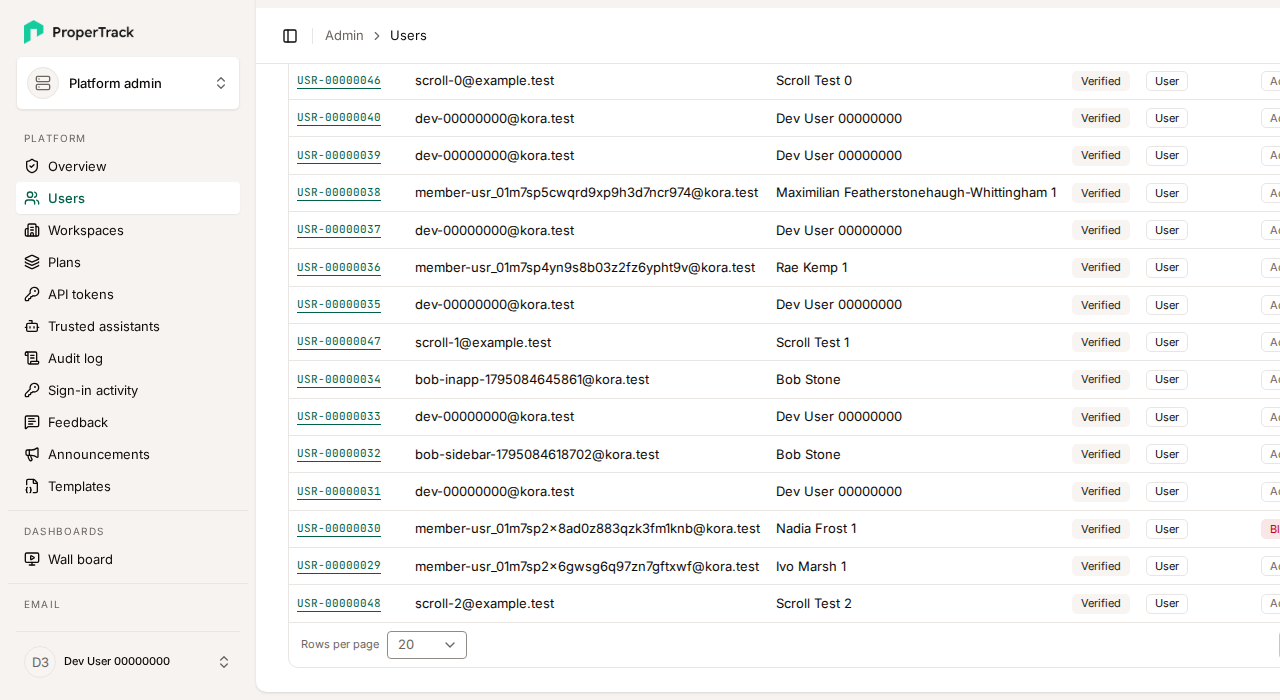 ProperTrack
Admin > Users
Platform admin
PLATFORM
Overview
Users
Workspaces
Plans
API tokens
Trusted assistants
Audit log
Sign-in activity
Feedback
Announcements
Templates
DASHBOARDS
Wall board
EMAIL
D3 Dev User 00000000
USR-00000046 scroll-0@example.test Scroll Test 0 Verified User
USR-00000040 dev-00000000@kora.test Dev User 00000000 Verified User
USR-00000039 dev-00000000@kora.test Dev User 00000000 Verified User
USR-00000038 member-usr_01m7sp5cwqrd9xp9h3d7ncr974@kora.test Maximilian Featherstonehaugh-Whittingham 1 Verified User
USR-00000037 dev-00000000@kora.test Dev User 00000000 Verified User
USR-00000036 member-usr_01m7sp4yn9s8b03z2fz6ypht9v@kora.test Rae Kemp 1 Verified User
USR-00000035 dev-00000000@kora.test Dev User 00000000 Verified User
USR-00000047 scroll-1@example.test Scroll Test 1 Verified User
USR-00000034 bob-inapp-1795084645861@kora.test Bob Stone Verified User
USR-00000033 dev-00000000@kora.test Dev User 00000000 Verified User
USR-00000032 bob-sidebar-1795084618702@kora.test Bob Stone Verified User
USR-00000031 dev-00000000@kora.test Dev User 00000000 Verified User
USR-00000030 member-usr_01m7sp2×8ad0z883qzk3fm1knb@kora.test Nadia Frost 1 Verified User
USR-00000029 member-usr_01m7sp2×6gwsg6q97zn7gftxwf@kora.test Ivo Marsh 1 Verified User
USR-00000048 scroll-2@example.test Scroll Test 2 Verified User
Rows per page 20